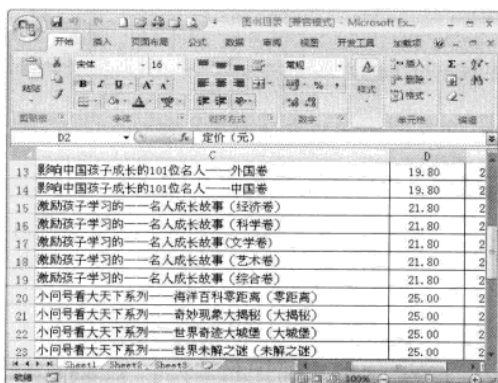 图书目录 [兼容模式] - Microsoft Ex...
开始 插入 页面布局 公式 数据 审阅 视图 开发工具 加载项
粘贴 宋体 16 常规 样式 插入 删除 格式
剪贴板 字体 对齐方式 数字 单元格 编辑
D2 fx 定价（元）
C D
13 影响中国孩子成长的101位名人——外国卷 19.80 2
14 影响中国孩子成长的101位名人——中国卷 19.80 2
15 激励孩子学习的——名人成长故事（经济卷） 21.80 2
16 激励孩子学习的——名人成长故事（科学卷） 21.80 2
17 激励孩子学习的——名人成长故事(文学卷) 21.80 2
18 激励孩子学习的——名人成长故事（艺术卷） 21.80 2
19 激励孩子学习的——名人成长故事（综合卷） 21.80 2
20 小问号看大天下系列——海洋百科零距离（零距离） 25.00 2
21 小问号看大天下系列——奇妙现象大揭秘（大揭秘） 25.00 2
22 小问号看大天下系列——世界奇迹大城堡（大城堡） 25.00 2
23 小问号看大天下系列——世界未解之谜（未解之谜） 25.00 2
Sheet1 Sheet2 Sheet3
就绪 100%